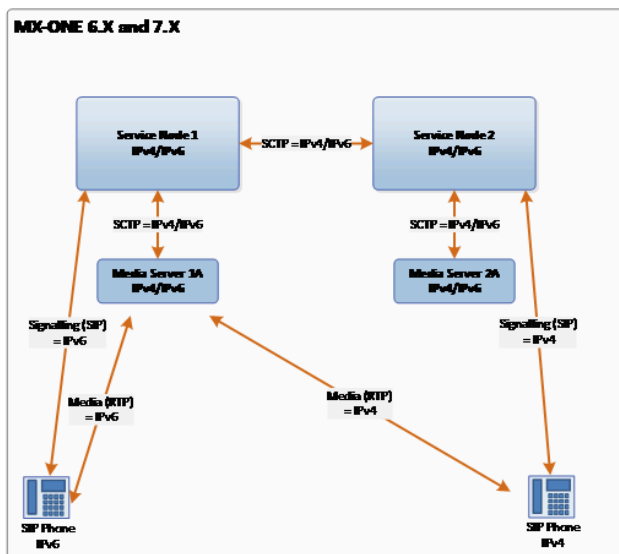 MX-ONE 6.X and 7.X
Service Node 1
IPv4/IPv6
SCTP = IPv4/IPv6
Service Node 2
IPv4/IPv6
SCTP = IPv4/IPv6
SCTP = IPv4/IPv6
Media Server 1A
IPv4/IPv6
Media Server 2A
IPv4/IPv6
Signalling (SIP)
= IPv6
Signalling (SIP)
= IPv4
Media (RTP)
= IPv6
Media (RTP)
= IPv4
SIP Phone
IPv6
SIP Phone
IPv4